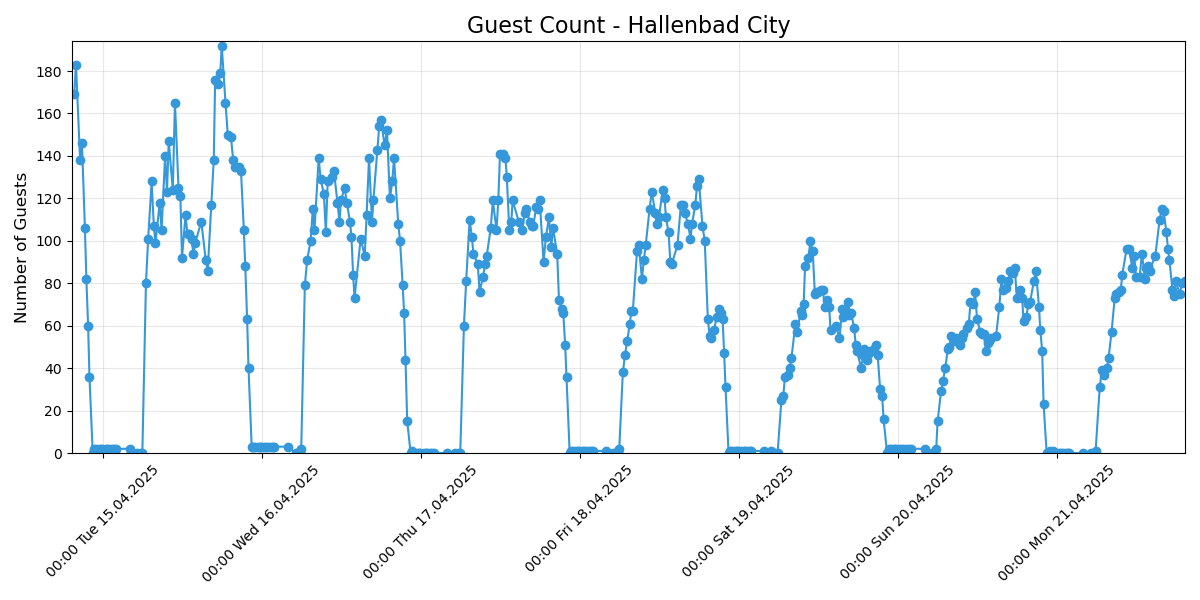 Guest Count - Hallenbad City
Number of Guests
180
160
140
120
100
80
60
40
20
0
00:00 Tue 15.04.2025
00:00 Wed 16.04.2025
00:00 Thu 17.04.2025
00:00 Fri 18.04.2025
00:00 Sat 19.04.2025
00:00 Sun 20.04.2025
00:00 Mon 21.04.2025